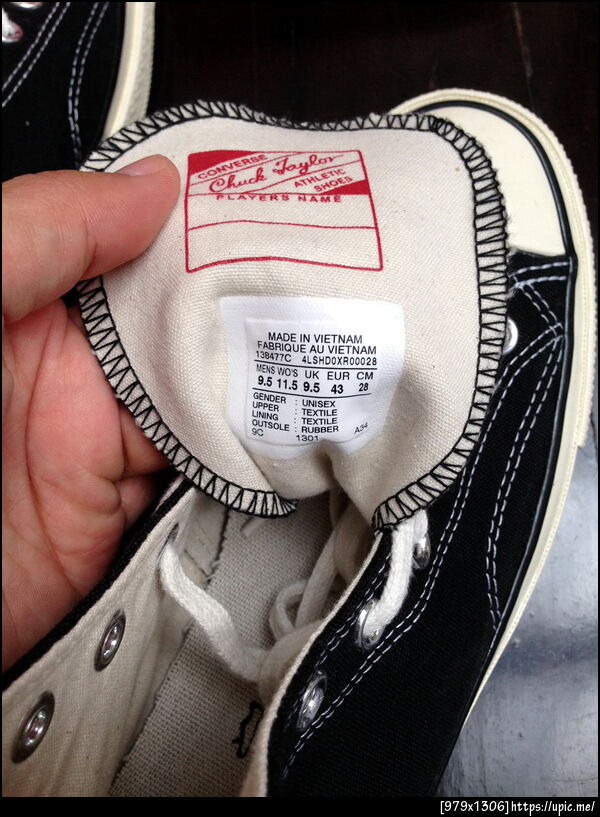 CONVERSE
Chuck Taylor
ATHLETIC
SHOES
PLAYERS NAME
MADE IN VIETNAM
FABRIQUE AU VIETNAM
138477C 4LSHD0XR00028
MENS WO'S UK EUR CM
9.5 11.5 9.5 43 28
GENDER : UNISEX
UPPER : TEXTILE
LINING : TEXTILE
OUTSOLE : RUBBER
9C 1301 A34
[979x1306]https://upic.me/